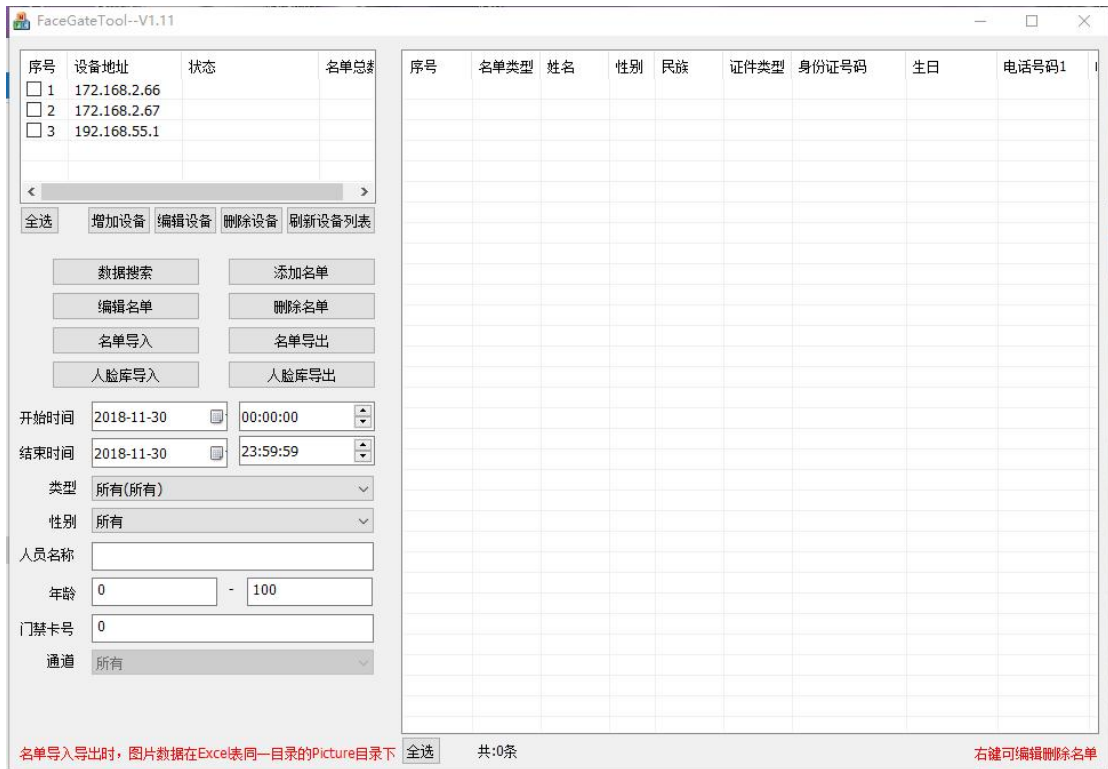 FaceGateTool--V1.11
序号 设备地址 状态 名单总数
1 172.168.2.66
2 172.168.2.67
3 192.168.55.1
全选 增加设备 编辑设备 删除设备 刷新设备列表
数据搜索 添加名单
编辑名单 删除名单
名单导入 名单导出
人脸库导入 人脸库导出
开始时间 2018-11-30 00:00:00
结束时间 2018-11-30 23:59:59
类型 所有(所有)
性别 所有
人员名称
年龄 0 - 100
门禁卡号 0
通道 所有
名单导入导出时，图片数据在Excel表同一目录的Picture目录下
序号 名单类型 姓名 性别 民族 证件类型 身份证号码 生日 电话号码1
全选 共:0条 右键可编辑删除名单